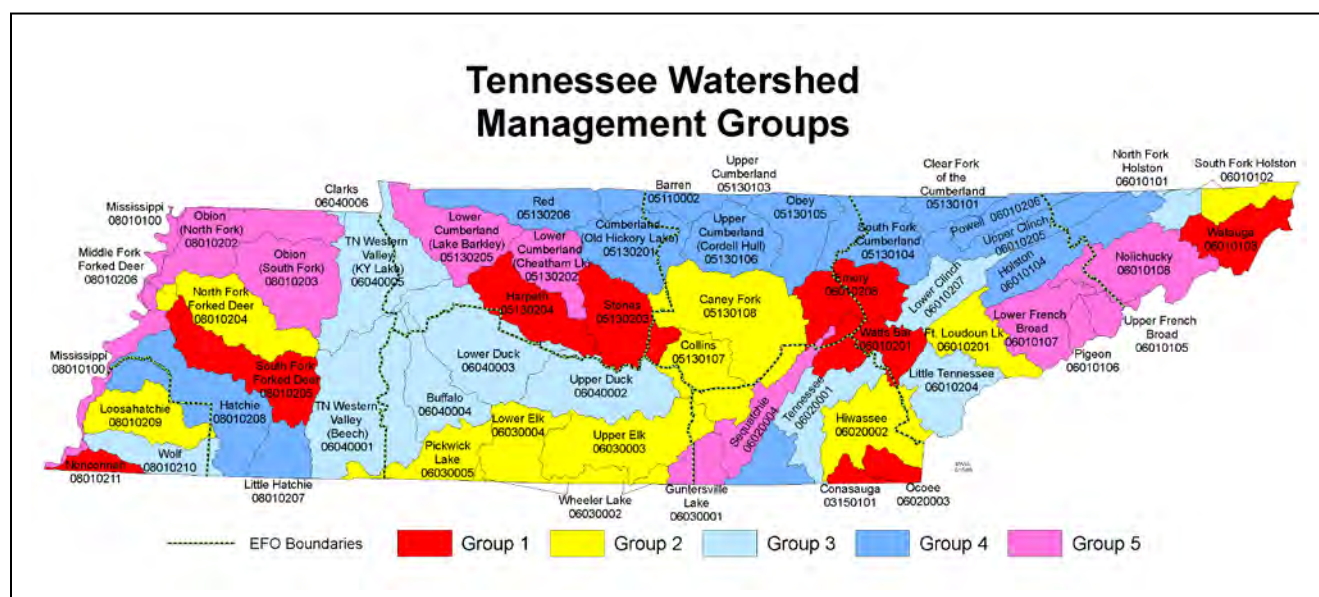 Tennessee Watershed
Management Groups
Mississippi
08010100
Clarks
06040006
Barren
05110002
Upper
Cumberland
05130103
Clear Fork
of the
Cumberland
05130101
North Fork
Holston
06010101
South Fork Holston
06010102
Obion
(North Fork)
08010202
Middle Fork
Forked Deer
08010206
Obion
(South Fork)
08010203
TN Western
Valley
(KY Lake)
06040005
Lower
Cumberland
(Lake Barkley)
05130205
Red
05130206
Lower
Cumberland
(Cheatham Lk)
05130202
Cumberland
(Old Hickory Lake)
05130201
Upper
Cumberland
(Cordell Hull)
05130106
Obey
05130105
South Fork
Cumberland
05130104
Powell 06010206
Upper Clinch
06010205
Holston
06010104
Watauga
06010103
Nolichucky
06010108
North Fork
Forked Deer
08010204
Harpeth
05130204
Stones
05130203
Caney Fork
05130108
Emory
06010208
Lower Clinch
06010207
Lower French
Broad
06010107
Upper French
Broad
06010105
Pigeon
06010106
Mississippi
08010100
South Fork
Forked Deer
08010205
Lower Duck
06040003
Collins
05130107
Watts Bar
06010201
Ft. Loudoun Lk
06010201
Little Tennessee
06010204
Loosahatchie
08010209
Hatchie
08010208
TN Western
Valley
(Beech)
06040001
Buffalo
06040004
Upper Duck
06040002
Sequatchie
06020004
Tennessee
06020001
Hiwassee
06020002
Nonconnah
08010211
Wolf
08010210
Little Hatchie
08010207
Pickwick
Lake
06030005
Lower Elk
06030004
Upper Elk
06030003
Wheeler Lake
06030002
Guntersville
Lake
06030001
Conasauga
03150101
Ocoee
06020003
EFO Boundaries
Group 1
Group 2
Group 3
Group 4
Group 5